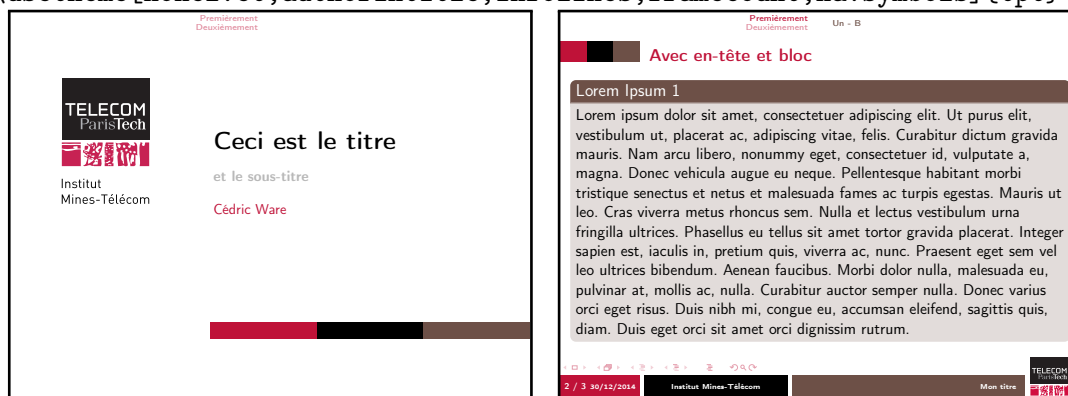 Premièrement
Deuxièmement
TELECOM
ParisTech
Institut
Mines-Télécom
Ceci est le titre
et le sous-titre
Cédric Ware
Premièrement
Deuxièmement
Un - B
Avec en-tête et bloc
Lorem Ipsum 1
Lorem ipsum dolor sit amet, consectetuer adipiscing elit. Ut purus elit,
vestibulum ut, placerat ac, adipiscing vitae, felis. Curabitur dictum gravida
mauris. Nam arcu libero, nonummy eget, consectetuer id, vulputate a,
magna. Donec vehicula augue eu neque. Pellentesque habitant morbi
tristique senectus et netus et malesuada fames ac turpis egestas. Mauris ut
leo. Cras viverra metus rhoncus sem. Nulla et lectus vestibulum urna
fringilla ultrices. Phasellus eu tellus sit amet tortor gravida placerat. Integer
sapien est, iaculis in, pretium quis, viverra ac, nunc. Praesent eget sem vel
leo ultrices bibendum. Aenean faucibus. Morbi dolor nulla, malesuada eu,
pulvinar at, mollis ac, nulla. Curabitur auctor semper nulla. Donec varius
orci eget risus. Duis nibh mi, congue eu, accumsan eleifend, sagittis quis,
diam. Duis eget orci sit amet orci dignissim rutrum.
2 / 3 30/12/2014
Institut Mines-Télécom
Mon titre
TELECOM
ParisTech